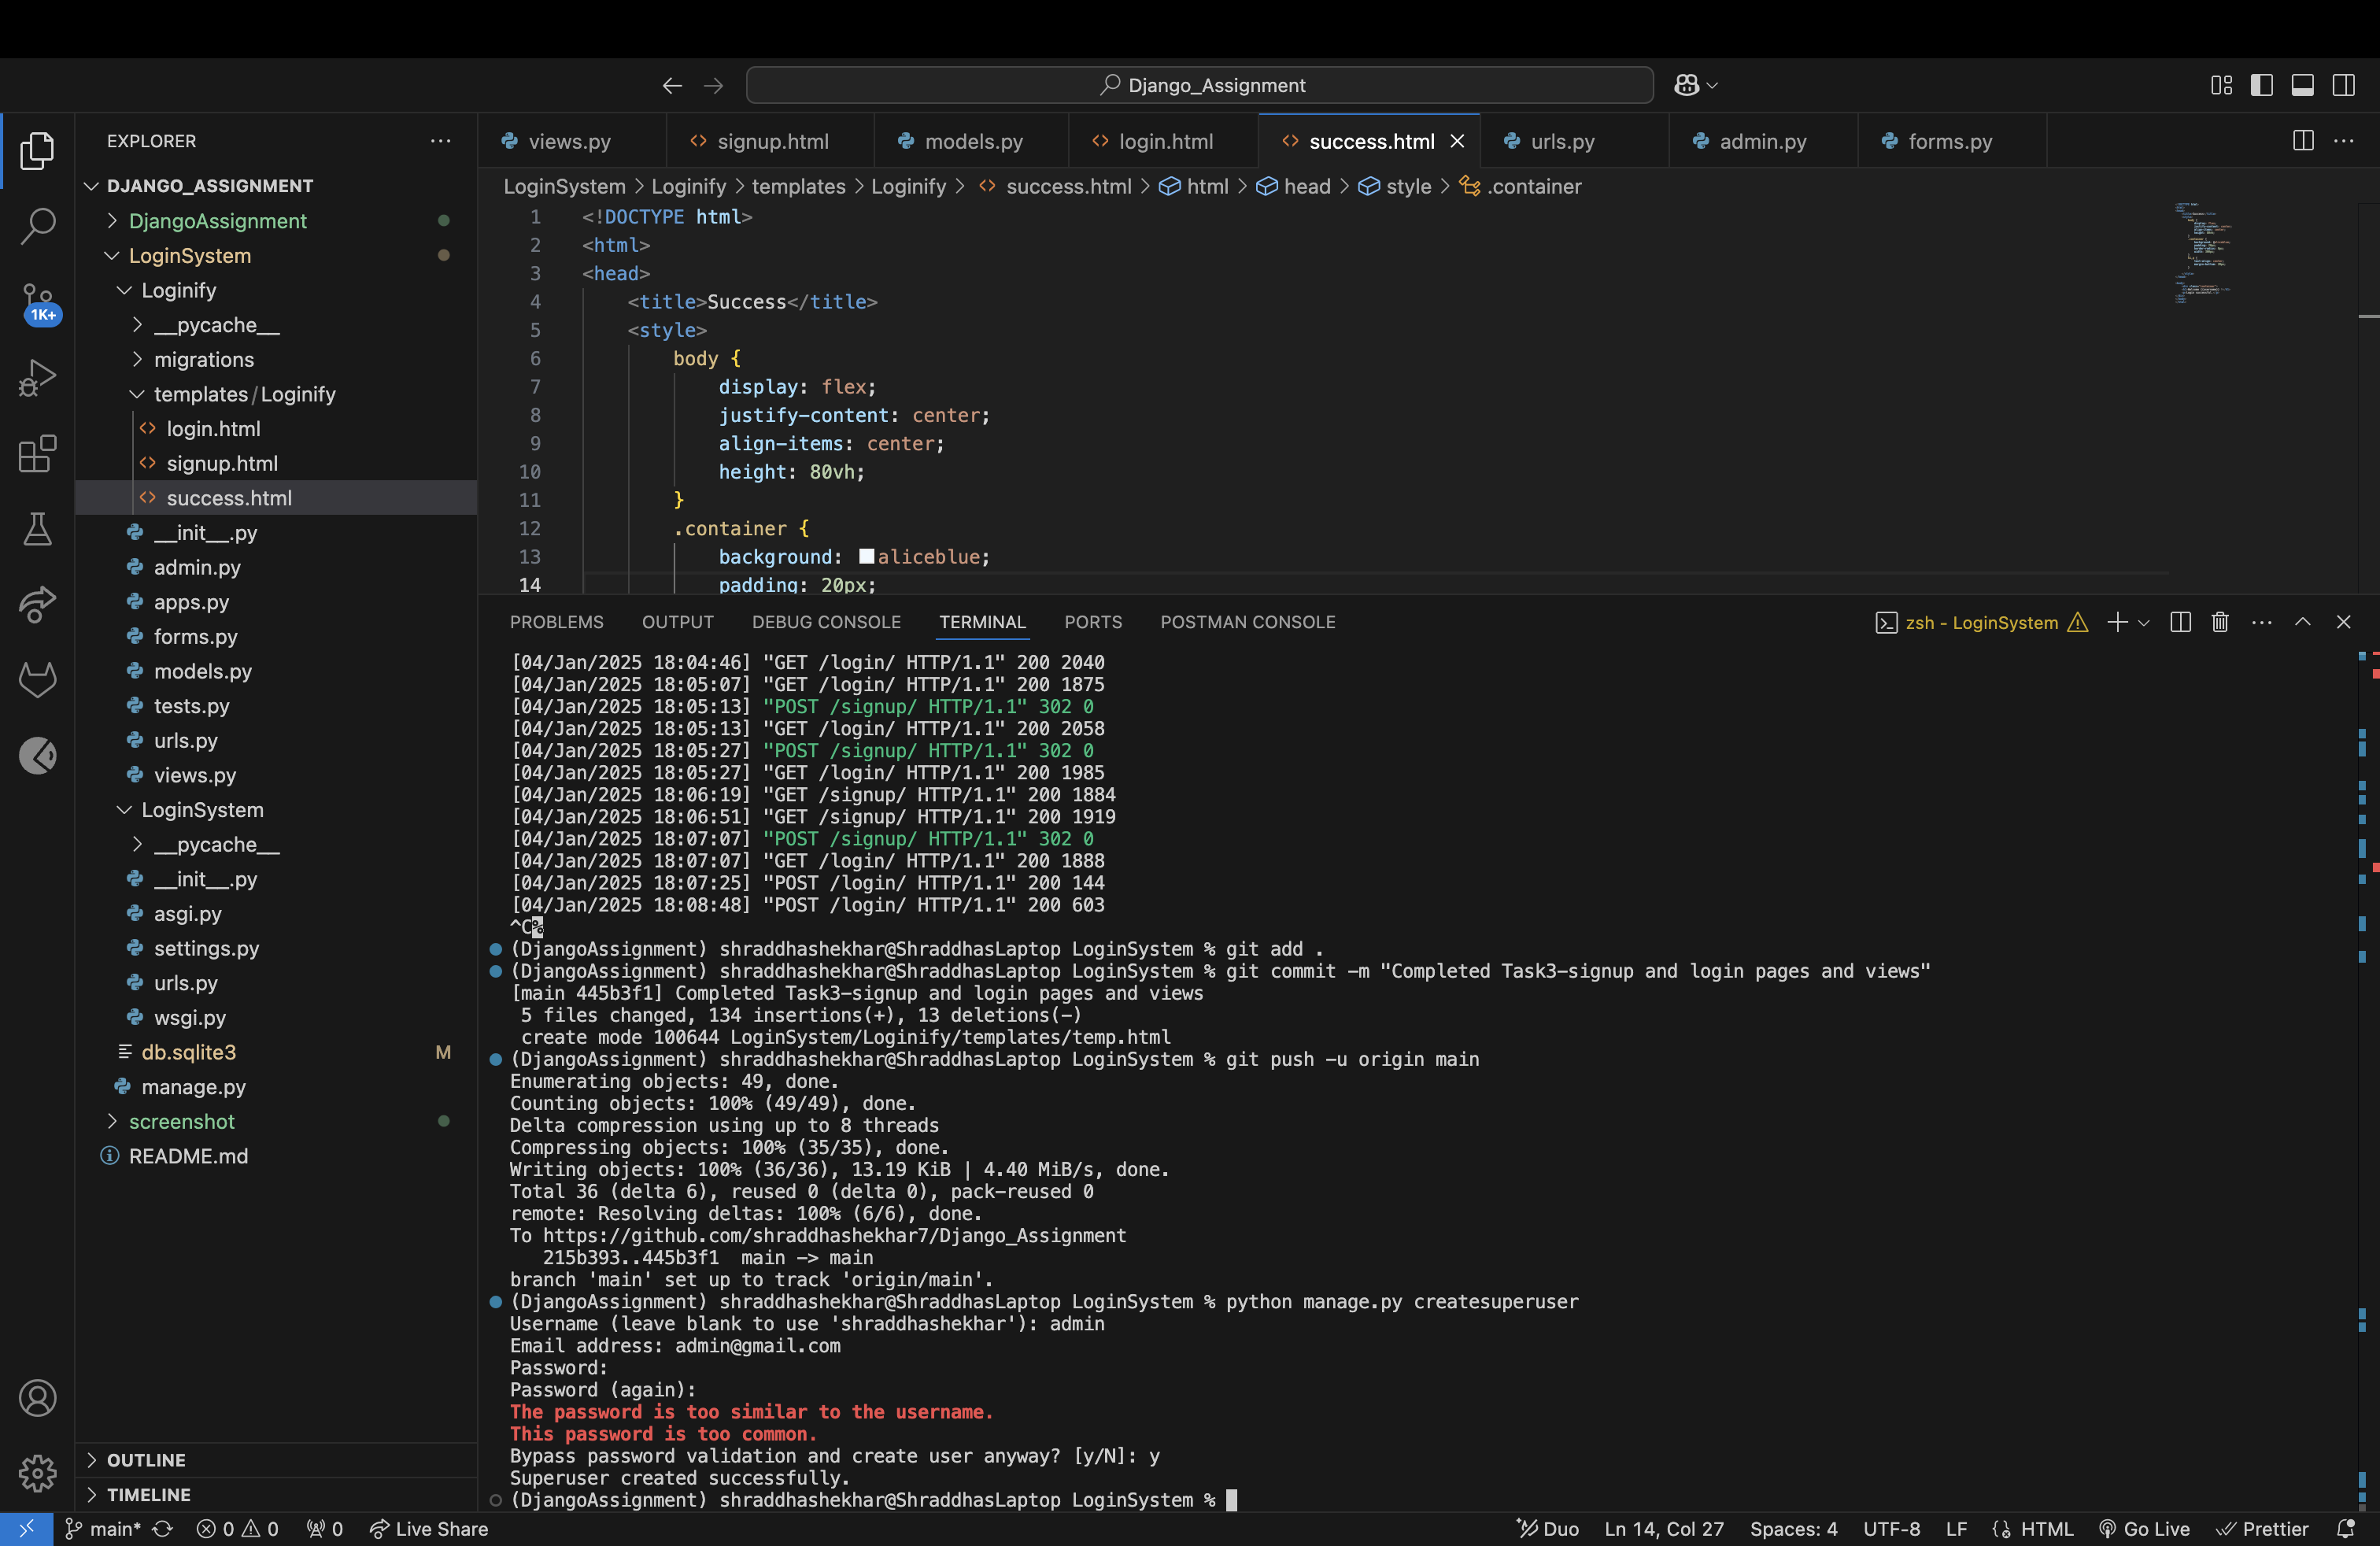 Django_Assignment
EXPLORER
DJANGO_ASSIGNMENT
DjangoAssignment
LoginSystem
Loginify
__pycache__
migrations
templates/Loginify
login.html
signup.html
success.html
__init__.py
admin.py
apps.py
forms.py
models.py
tests.py
urls.py
views.py
LoginSystem
__pycache__
__init__.py
asgi.py
settings.py
urls.py
wsgi.py
db.sqlite3 M
manage.py
screenshot
README.md
OUTLINE
TIMELINE
1K+
views.py signup.html models.py login.html success.html urls.py admin.py forms.py
LoginSystem > Loginify > templates > Loginify > success.html > html > head > style > .container
1 <!DOCTYPE html>
2 <html>
3 <head>
4 <title>Success</title>
5 <style>
6 body {
7 display: flex;
8 justify-content: center;
9 align-items: center;
10 height: 80vh;
11 }
12 .container {
13 background: aliceblue;
14 padding: 20px;
PROBLEMS OUTPUT DEBUG CONSOLE TERMINAL PORTS POSTMAN CONSOLE
zsh - LoginSystem
[04/Jan/2025 18:04:46] "GET /login/ HTTP/1.1" 200 2040
[04/Jan/2025 18:05:07] "GET /login/ HTTP/1.1" 200 1875
[04/Jan/2025 18:05:13] "POST /signup/ HTTP/1.1" 302 0
[04/Jan/2025 18:05:13] "GET /login/ HTTP/1.1" 200 2058
[04/Jan/2025 18:05:27] "POST /signup/ HTTP/1.1" 302 0
[04/Jan/2025 18:05:27] "GET /login/ HTTP/1.1" 200 1985
[04/Jan/2025 18:06:19] "GET /signup/ HTTP/1.1" 200 1884
[04/Jan/2025 18:06:51] "GET /signup/ HTTP/1.1" 200 1919
[04/Jan/2025 18:07:07] "POST /signup/ HTTP/1.1" 302 0
[04/Jan/2025 18:07:07] "GET /login/ HTTP/1.1" 200 1888
[04/Jan/2025 18:07:25] "POST /login/ HTTP/1.1" 200 144
[04/Jan/2025 18:08:48] "POST /login/ HTTP/1.1" 200 603
^C%
(DjangoAssignment) shraddhashekhar@ShraddhasLaptop LoginSystem % git add .
(DjangoAssignment) shraddhashekhar@ShraddhasLaptop LoginSystem % git commit -m "Completed Task3-signup and login pages and views"
[main 445b3f1] Completed Task3-signup and login pages and views
5 files changed, 134 insertions(+), 13 deletions(-)
create mode 100644 LoginSystem/Loginify/templates/temp.html
(DjangoAssignment) shraddhashekhar@ShraddhasLaptop LoginSystem % git push -u origin main
Enumerating objects: 49, done.
Counting objects: 100% (49/49), done.
Delta compression using up to 8 threads
Compressing objects: 100% (35/35), done.
Writing objects: 100% (36/36), 13.19 KiB | 4.40 MiB/s, done.
Total 36 (delta 6), reused 0 (delta 0), pack-reused 0
remote: Resolving deltas: 100% (6/6), done.
To https://github.com/shraddhashekhar7/Django_Assignment
215b393..445b3f1 main -> main
branch 'main' set up to track 'origin/main'.
(DjangoAssignment) shraddhashekhar@ShraddhasLaptop LoginSystem % python manage.py createsuperuser
Username (leave blank to use 'shraddhashekhar'): admin
Email address: admin@gmail.com
Password:
Password (again):
The password is too similar to the username.
This password is too common.
Bypass password validation and create user anyway? [y/N]: y
Superuser created successfully.
(DjangoAssignment) shraddhashekhar@ShraddhasLaptop LoginSystem %
main* 0 0 0 Live Share Duo Ln 14, Col 27 Spaces: 4 UTF-8 LF HTML Go Live Prettier